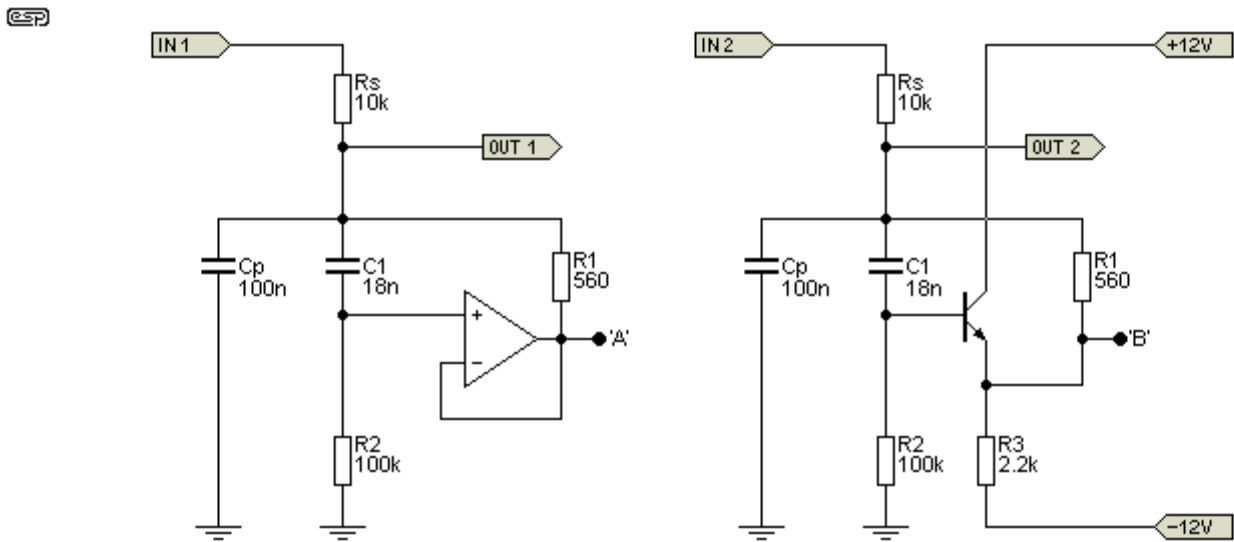 esp
IN 1
IN 2
+12V
Rs
10k
Rs
10k
OUT 1
OUT 2
Cp
100n
C1
18n
R1
560
Cp
100n
C1
18n
R1
560
+
−
'A'
'B'
R2
100k
R2
100k
R3
2.2k
−12V